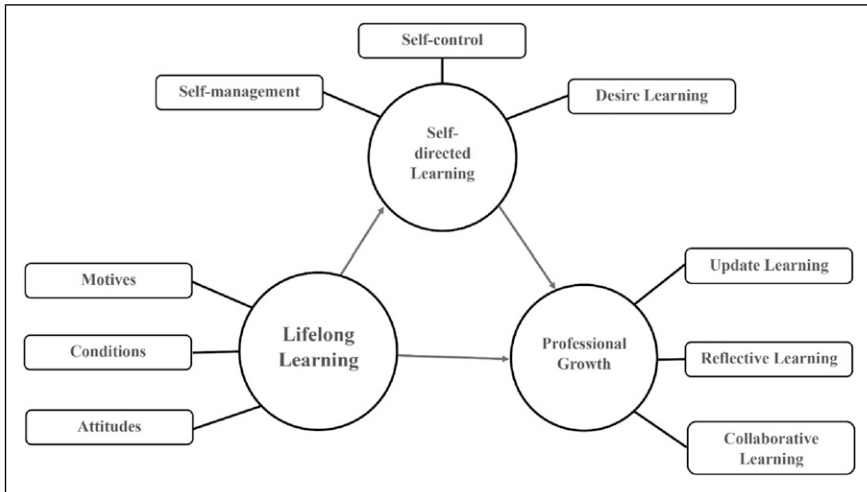 Self-control
Self-management
Desire Learning
Self-
directed
Learning
Motives
Conditions
Attitudes
Lifelong
Learning
Professional
Growth
Update Learning
Reflective Learning
Collaborative
Learning